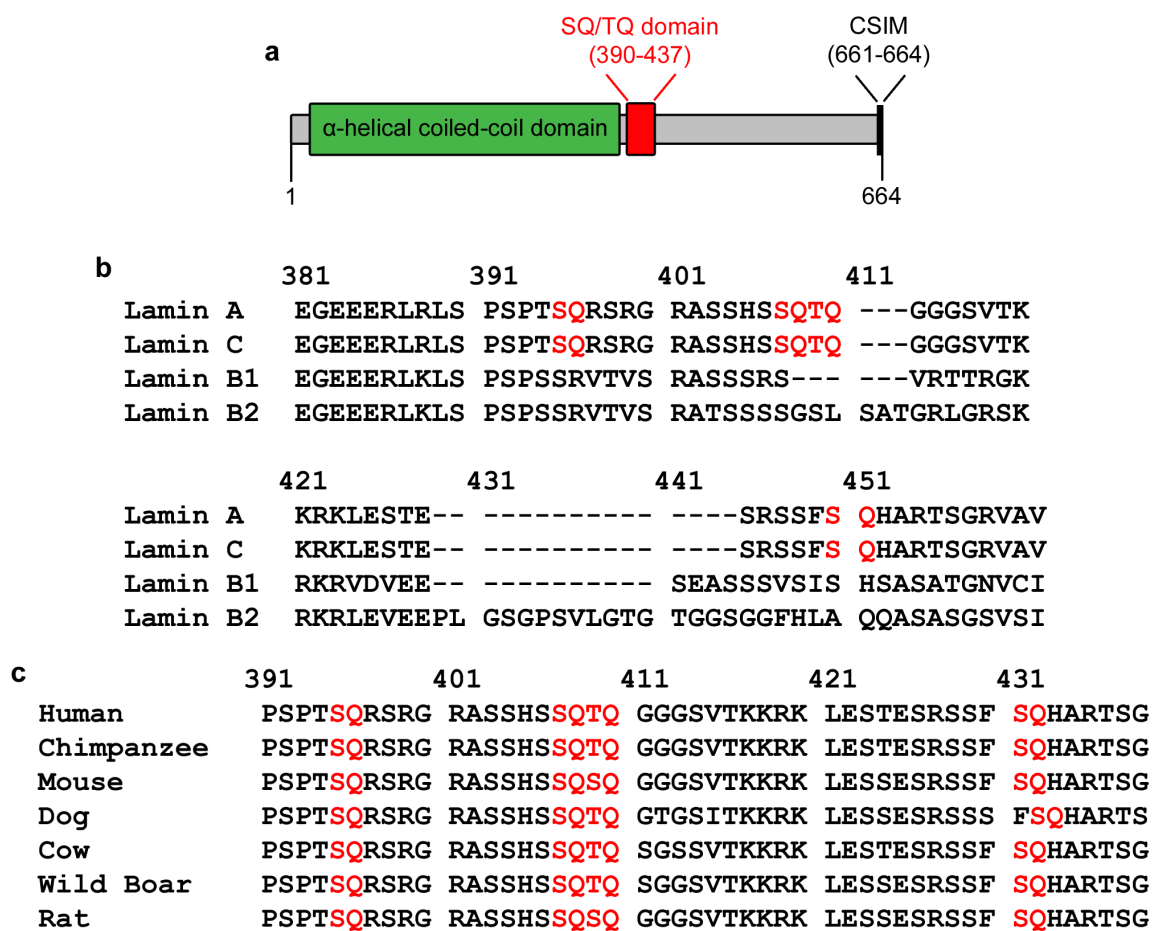 a
SQ/TQ domain
(390-437)
CSIM
(661-664)
α-helical coiled-coil domain
1
664
b
381 391 401 411
Lamin A EGEEERLRLS PSPTSQRSRG RASSHSSQTQ ---GGGSVTK
Lamin C EGEEERLRLS PSPTSQRSRG RASSHSSQTQ ---GGGSVTK
Lamin B1 EGEEERLKLS PSPSSRVTVS RASSSRS--- ---VRTTRGK
Lamin B2 EGEEERLKLS PSPSSRVTVS RATSSSSGSL SATGRLGRSK
421 431 441 451
Lamin A KRKLESTE-- ---------- ----SRSSFS QHARTSGRVAV
Lamin C KRKLESTE-- ---------- ----SRSSFS QHARTSGRVAV
Lamin B1 RKRVDVEE-- ---------- SEASSSVSIS HSASATGNVCI
Lamin B2 RKRLEVEEPL GSGPSVLGTG TGGSGGFHLA QQASASGSVSI
c
391 401 411 421 431
Human PSPTSQRSRG RASSHSSQTQ GGGSVTKKRK LESTESRSSF SQHARTSG
Chimpanzee PSPTSQRSRG RASSHSSQTQ GGGSVTKKRK LESTESRSSF SQHARTSG
Mouse PSPTSQRSRG RASSHSSQSQ GGGSVTKKRK LESSESRSSF SQHARTSG
Dog PSPTSQRSRG RASSHSSQTQ GTGSITKKRK LESSESRSSS FSQHARTS
Cow PSPTSQRSRG RASSHSSQTQ SGSSVTKKRK LESTESRSSF SQHARTSG
Wild Boar PSPTSQRSRG RASSHSSQTQ SGGSVTKKRK LESTESRSSF SQHARTSG
Rat PSPTSQRSRG RASSHSSQSQ GGGSVTKKRK LESSESRSSF SQHARTSG